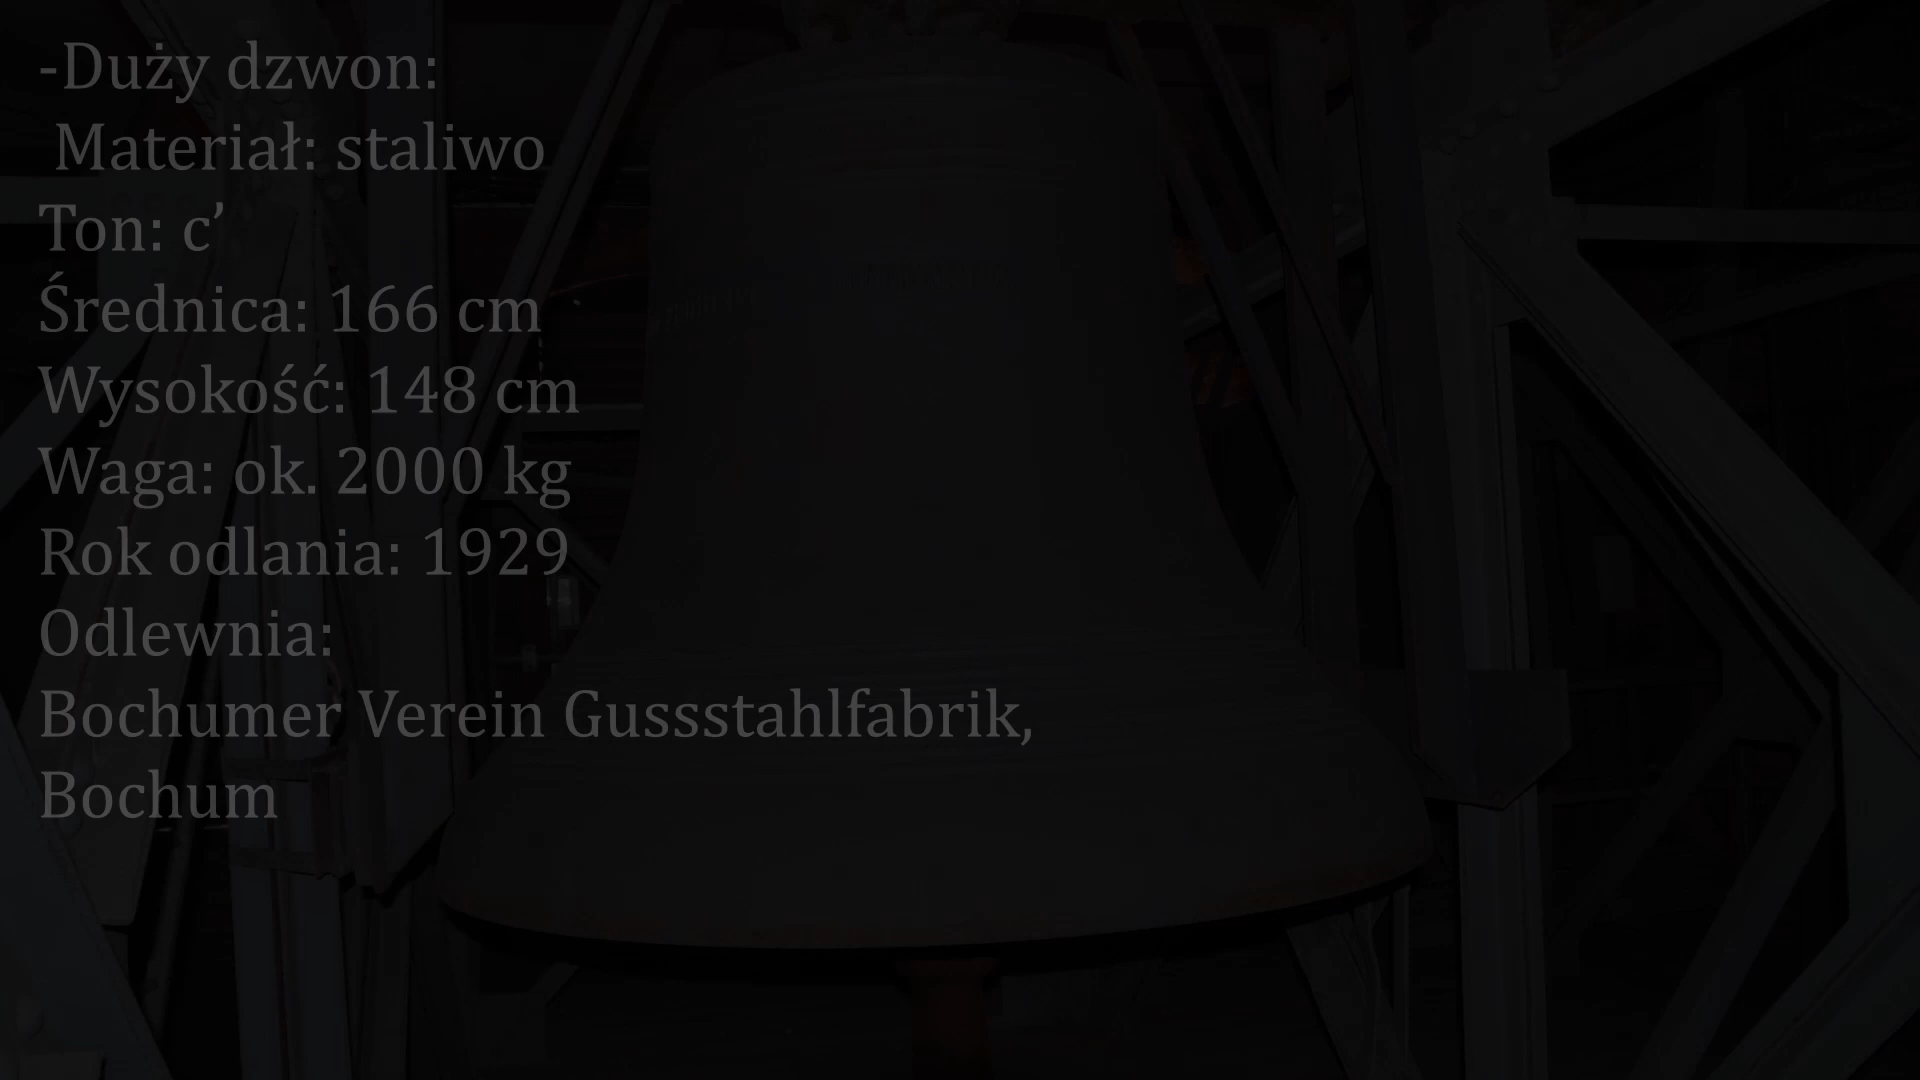 -Duży dzwon:
Materiał: staliwo
Ton: c’
Średnica: 166 cm
Wysokość: 148 cm
Waga: ok. 2000 kg
Rok odlania: 1929
Odlewnia:
Bochumer Verein Gussstahlfabrik,
Bochum